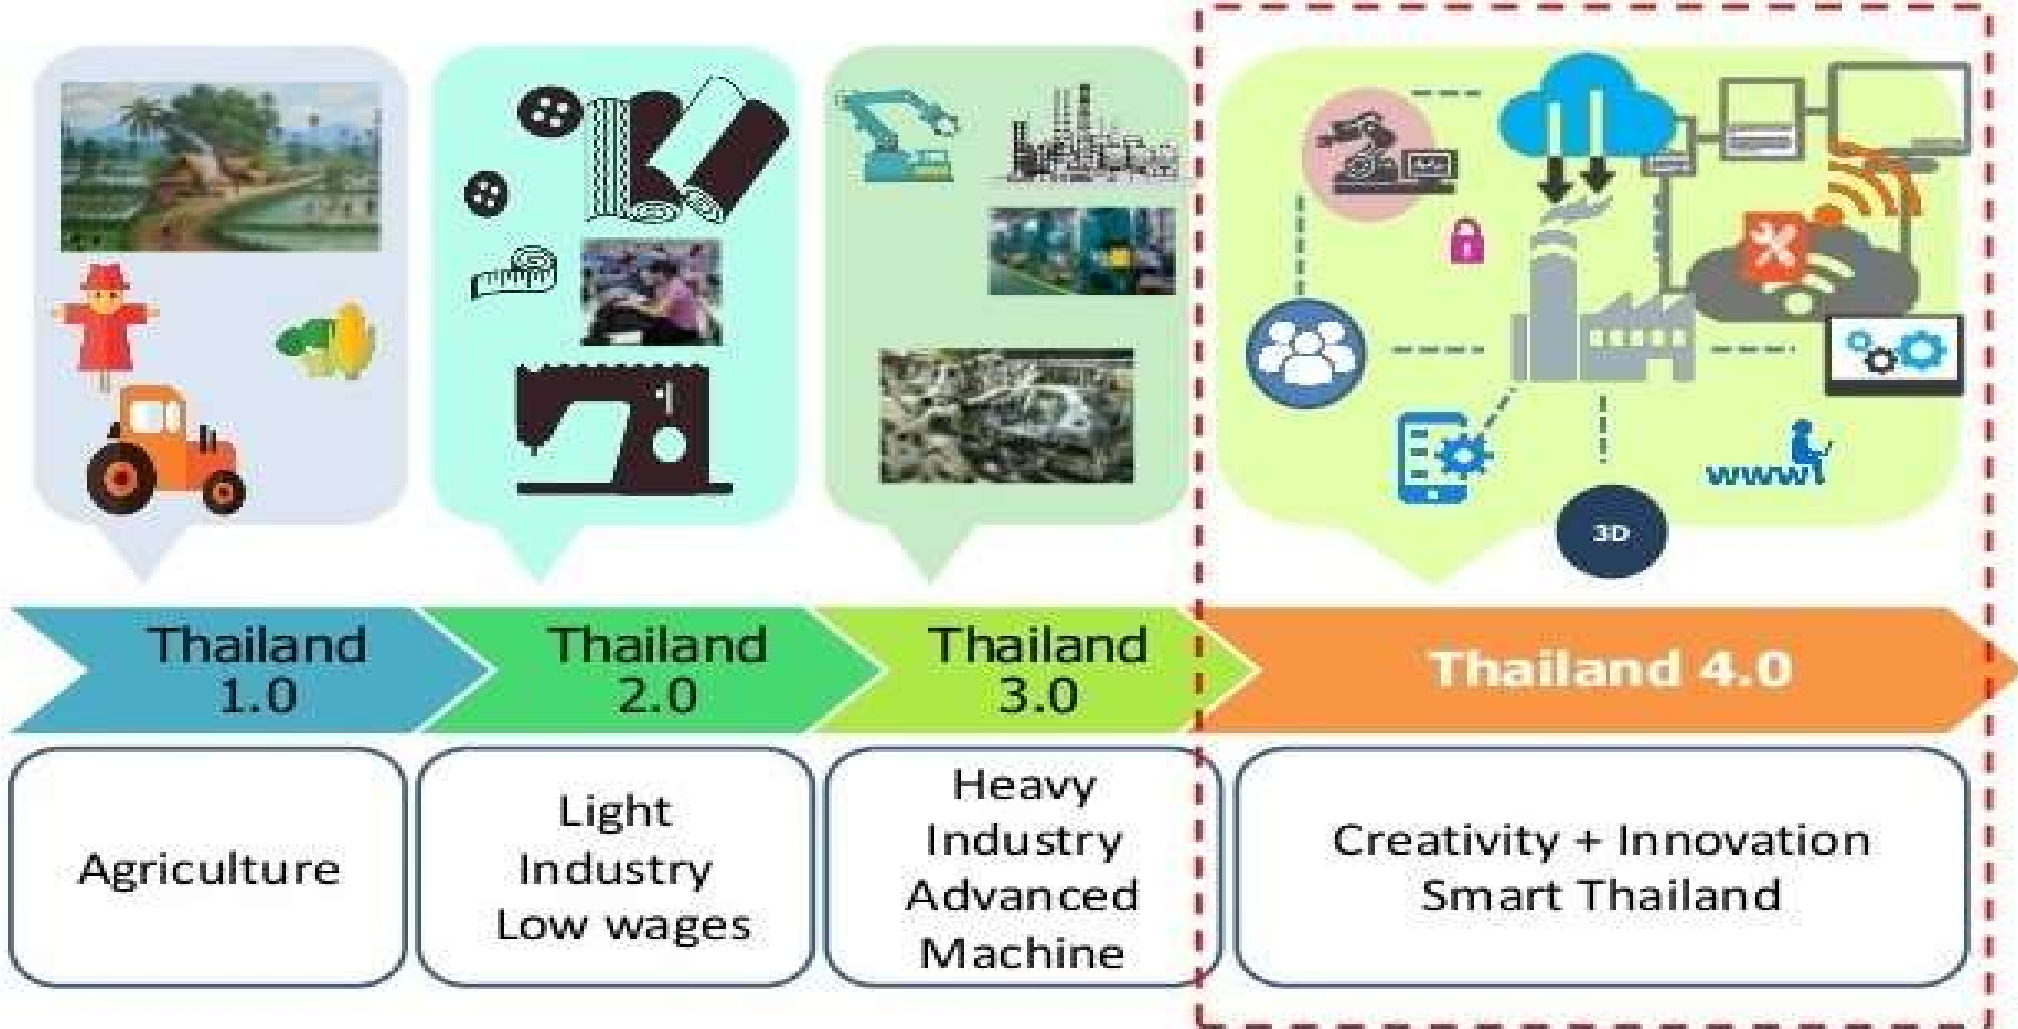 3D
www
Thailand
1.0
Thailand
2.0
Thailand
3.0
Thailand 4.0
Agriculture
Light
Industry
Low wages
Heavy
Industry
Advanced
Machine
Creativity + Innovation
Smart Thailand